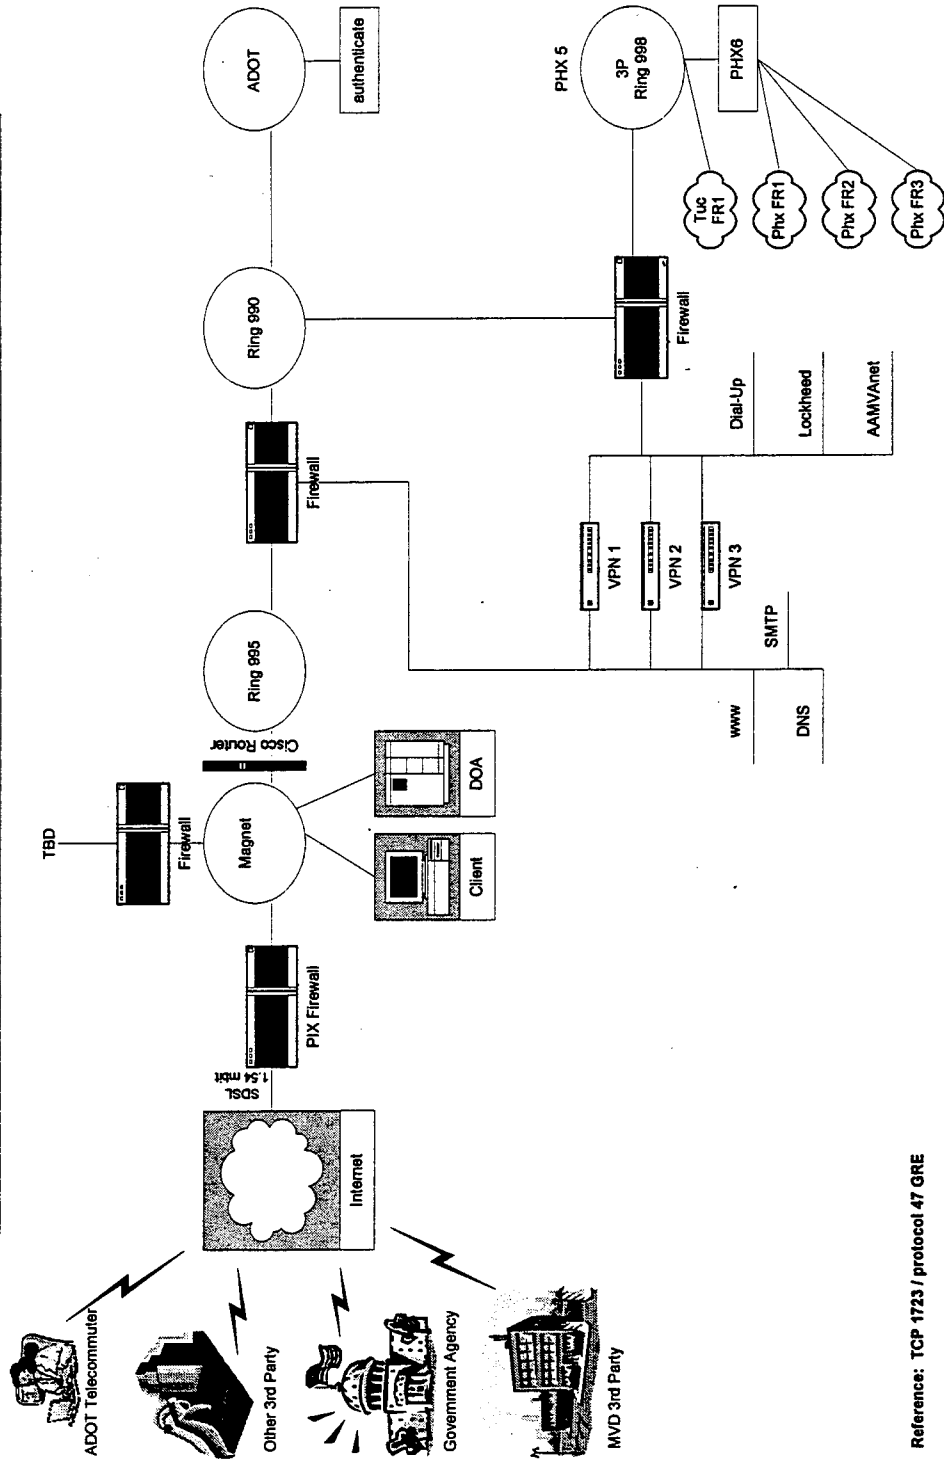 ADOT Telecommuter
Other 3rd Party
Government Agency
MVD 3rd Party
Internet
SDSL
1.54 mbit
PIX Firewall
TBD
Firewall
Magnet
Client
DOA
Cisco Router
Ring 995
Firewall
Ring 990
ADOT
authenticate
www
DNS
SMTP
VPN 1
VPN 2
VPN 3
Dial-Up
Lockheed
AAMVAnet
Firewall
PHX 5
3P
Ring 998
PHX6
Tuc
FR1
Phx FR1
Phx FR2
Phx FR3
Reference: TCP 1723 / protocol 47 GRE